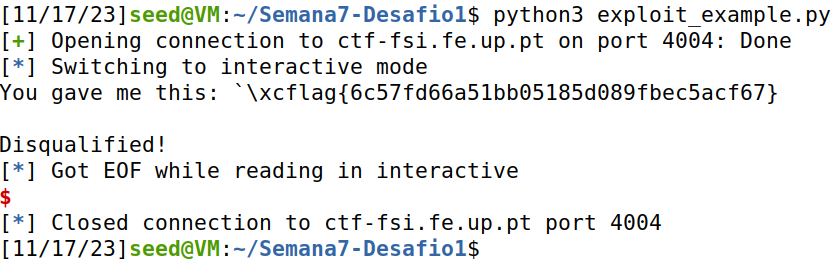 [11/17/23]seed@VM:~/Semana7-Desafio1$ python3 exploit_example.py
[+] Opening connection to ctf-fsi.fe.up.pt on port 4004: Done
[*] Switching to interactive mode
You gave me this: `\xcflag{6c57fd66a51bb05185d089fbec5acf67}
Disqualified!
[*] Got EOF while reading in interactive
$
[*] Closed connection to ctf-fsi.fe.up.pt port 4004
[11/17/23]seed@VM:~/Semana7-Desafio1$